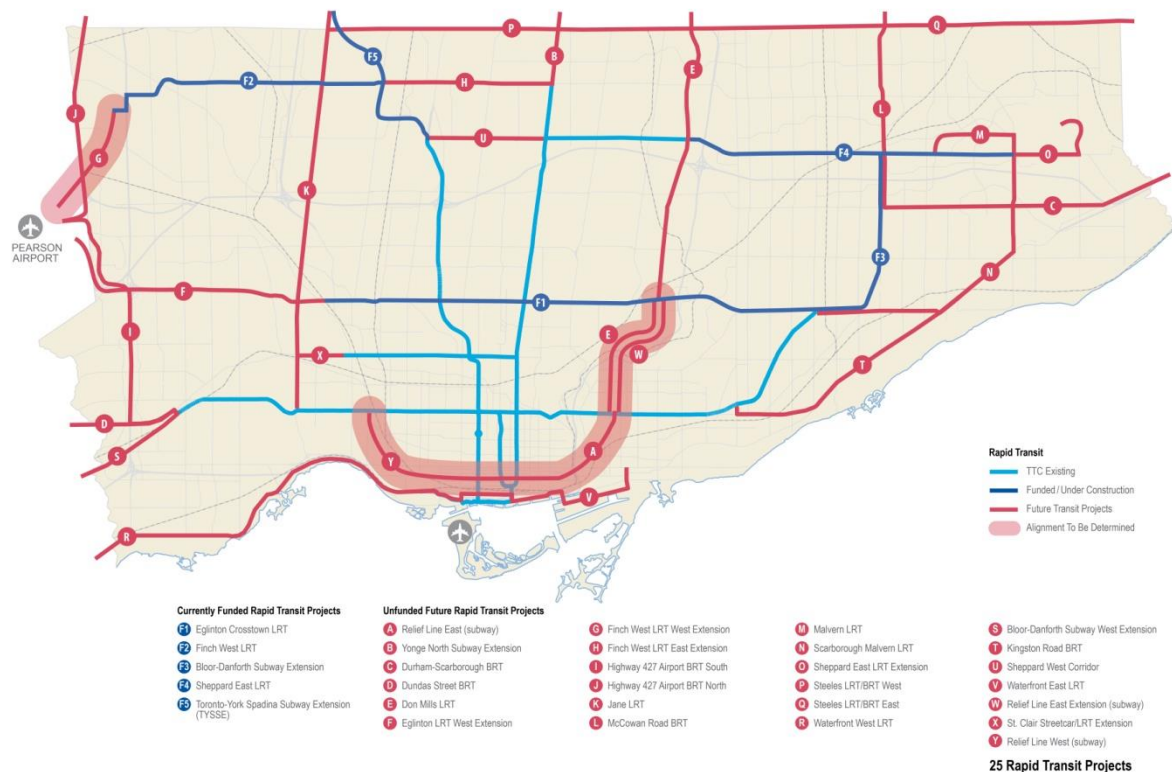 P
Q
F5
B
F2
H
E
J
L
U
M
G
F4
O
K
C
PEARSON
AIRPORT
F3
N
F
F1
I
E
X
W
T
D
A
S
Y
V
R
Rapid Transit
TTC Existing
Funded / Under Construction
Future Transit Projects
Alignment To Be Determined
Currently Funded Rapid Transit Projects
F1 Eglinton Crosstown LRT
F2 Finch West LRT
F3 Bloor-Danforth Subway Extension
F4 Sheppard East LRT
F5 Toronto-York Spadina Subway Extension
(TYSSE)
Unfunded Future Rapid Transit Projects
A Relief Line East (subway)
B Yonge North Subway Extension
C Durham-Scarborough BRT
D Dundas Street BRT
E Don Mills LRT
F Eglinton LRT West Extension
G Finch West LRT West Extension
H Finch West LRT East Extension
I Highway 427 Airport BRT South
J Highway 427 Airport BRT North
K Jane LRT
L McCowan Road BRT
M Malvern LRT
N Scarborough Malvern LRT
O Sheppard East LRT Extension
P Steeles LRT/BRT West
Q Steeles LRT/BRT East
R Waterfront West LRT
S Bloor-Danforth Subway West Extension
T Kingston Road BRT
U Sheppard West Corridor
V Waterfront East LRT
W Relief Line East Extension (subway)
X St. Clair Streetcar/LRT Extension
Y Relief Line West (subway)
25 Rapid Transit Projects